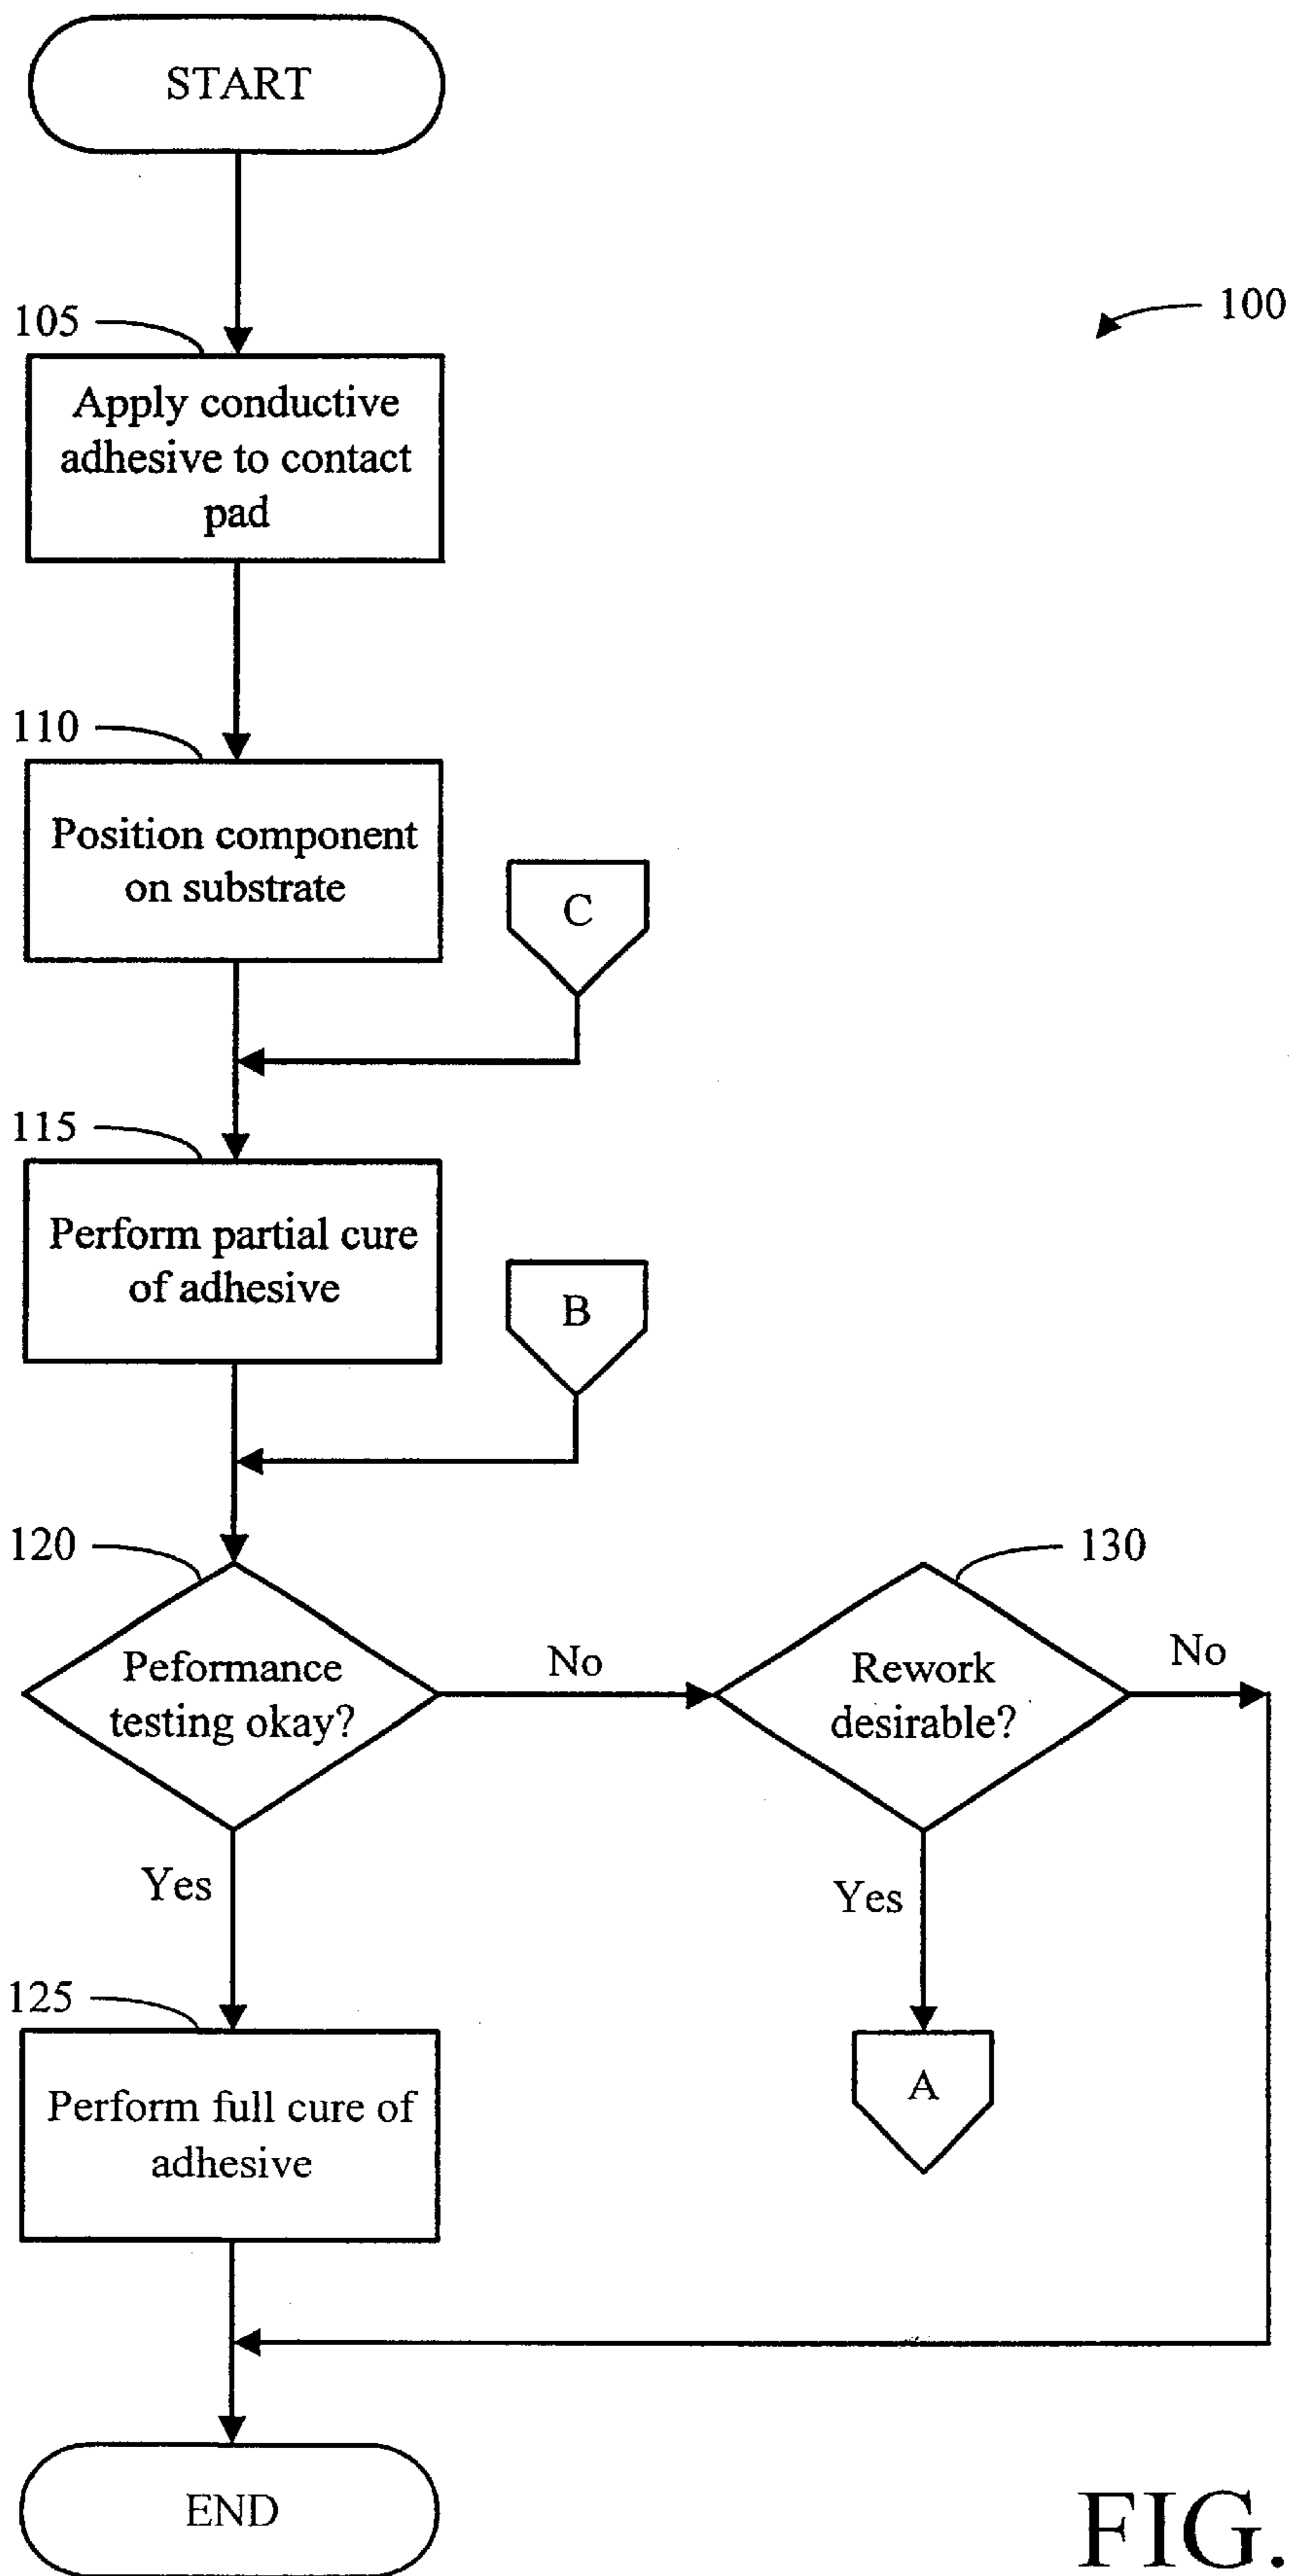 START
100
105
Apply conductive
adhesive to contact
pad
110
Position component
on substrate
C
115
Perform partial cure
of adhesive
B
120
Peformance
testing okay?
No
130
Rework
desirable?
No
Yes
Yes
125
Perform full cure of
adhesive
A
END
FIG.